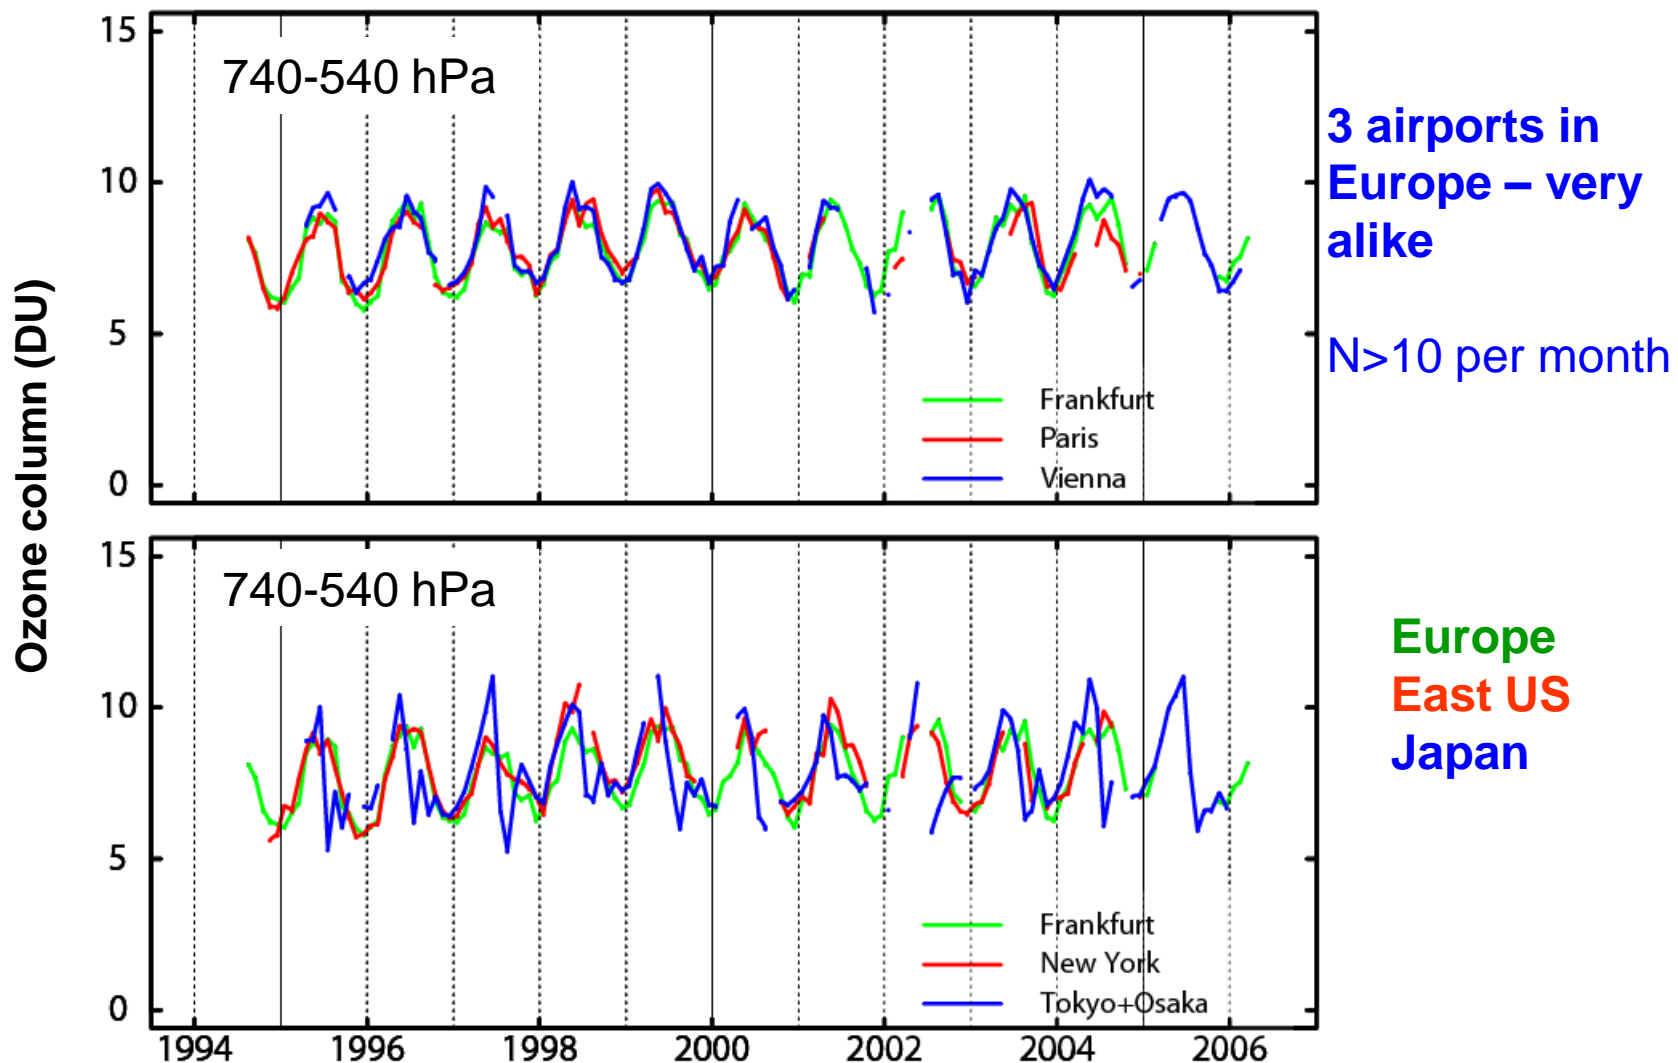 Ozone column (DU)
15
10
5
0
740-540 hPa
Frankfurt
Paris
Vienna
3 airports in
Europe – very
alike
N>10 per month
15
10
5
0
740-540 hPa
Frankfurt
New York
Tokyo+Osaka
Europe
East US
Japan
1994 1996 1998 2000 2002 2004 2006